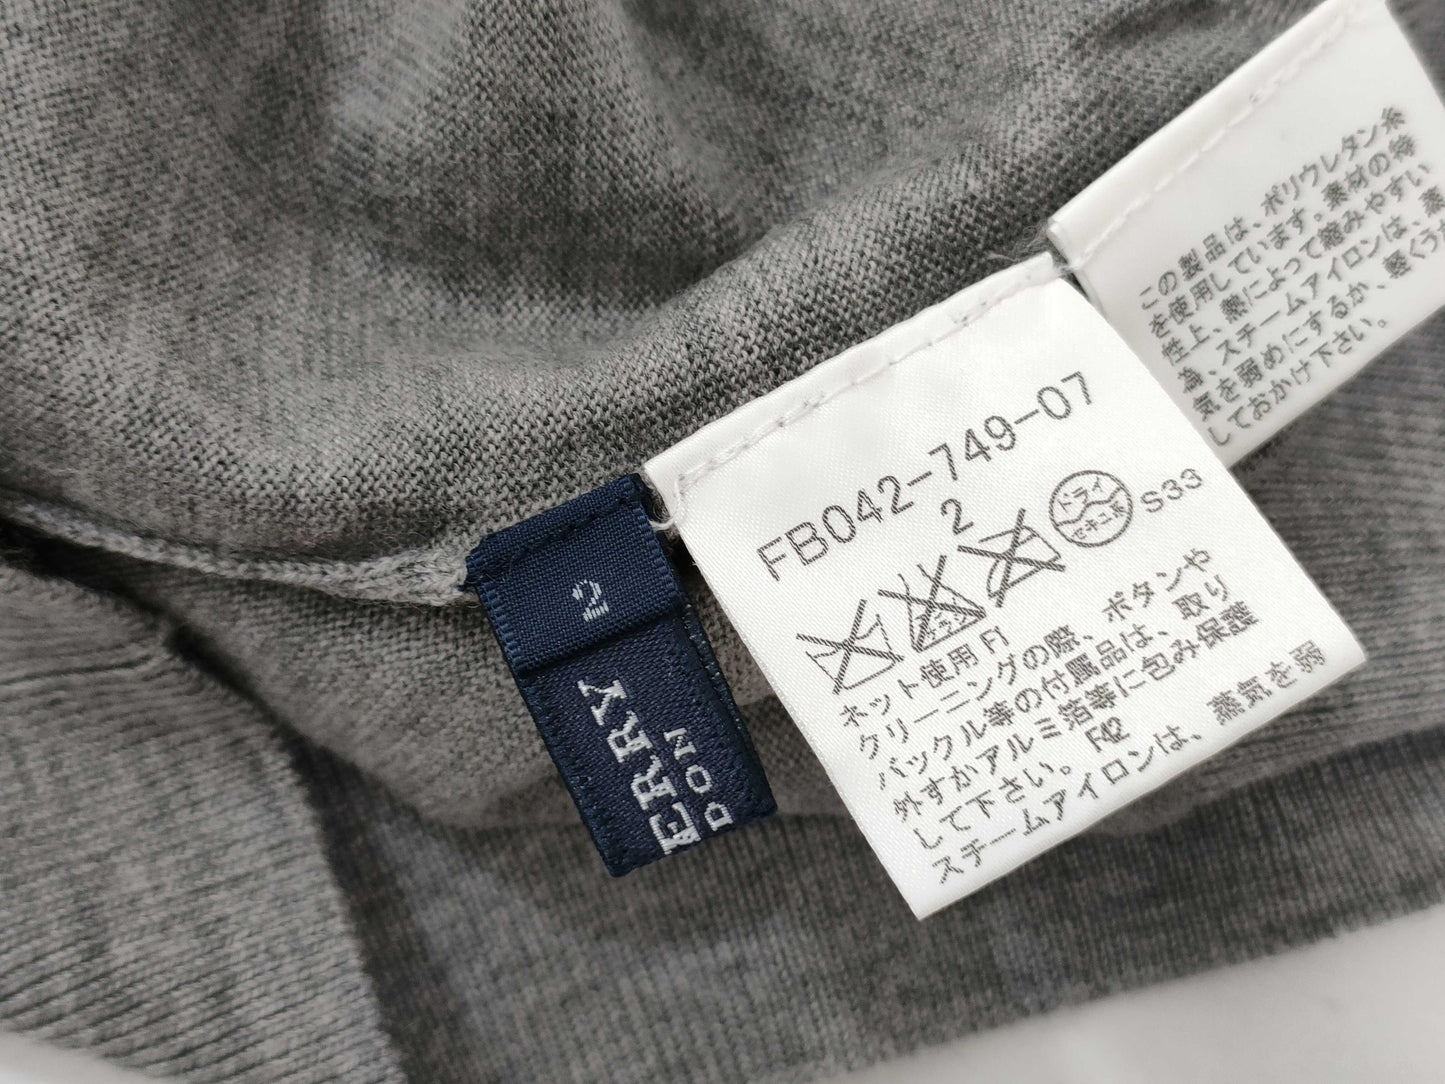 2
ERRY
DON
FB042-749-07
2
ドライ
セキユ系
S33
ネット使用 F1
クリーニングの際、ボタンや
バックル等の付属品は、取り
外すかアルミ箔等に包み保護
して下さい。 F42
スチームアイロンは、蒸気を弱
この製品は、ポリウレタン糸
を使用しています。素材の特
性上、熱によって縮みやすい
為、スチームアイロンは、蒸
気を弱めにするか、軽くうか
しておかけ下さい。